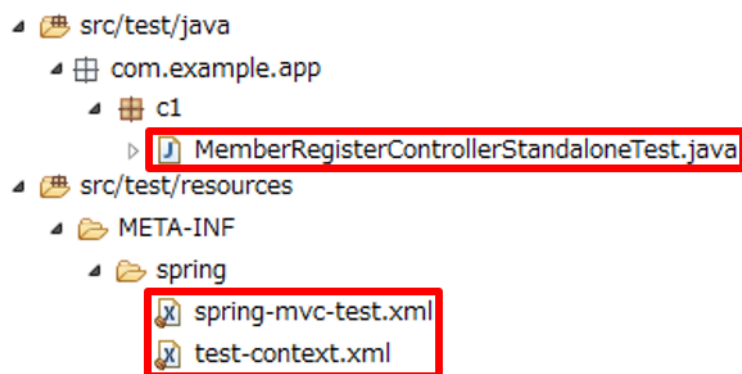 src/test/java
com.example.app
c1
MemberRegisterControllerStandaloneTest.java
src/test/resources
META-INF
spring
spring-mvc-test.xml
test-context.xml